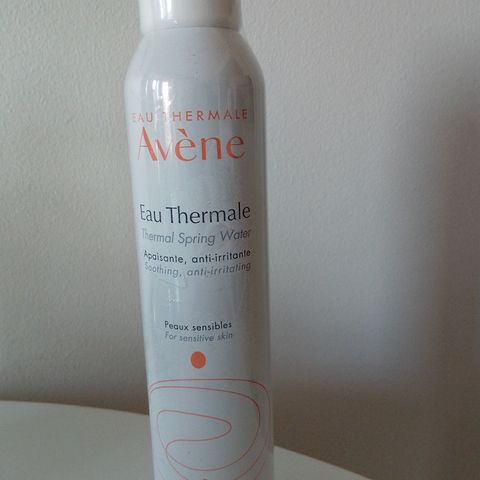 EAU THERMALE
Avène
Eau Thermale
Thermal Spring Water
Apaisante, anti-irritante
Soothing, anti-irritating
Peaux sensibles
For sensitive skin